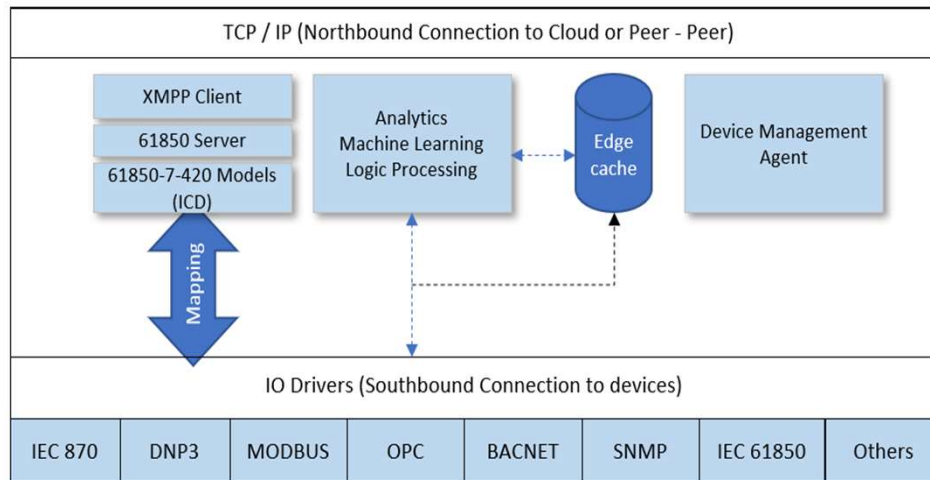 TCP / IP (Northbound Connection to Cloud or Peer - Peer)
XMPP Client
61850 Server
61850-7-420 Models
(ICD)
Mapping
Analytics
Machine Learning
Logic Processing
Edge
cache
Device Management
Agent
IO Drivers (Southbound Connection to devices)
IEC 870
DNP3
MODBUS
OPC
BACNET
SNMP
IEC 61850
Others